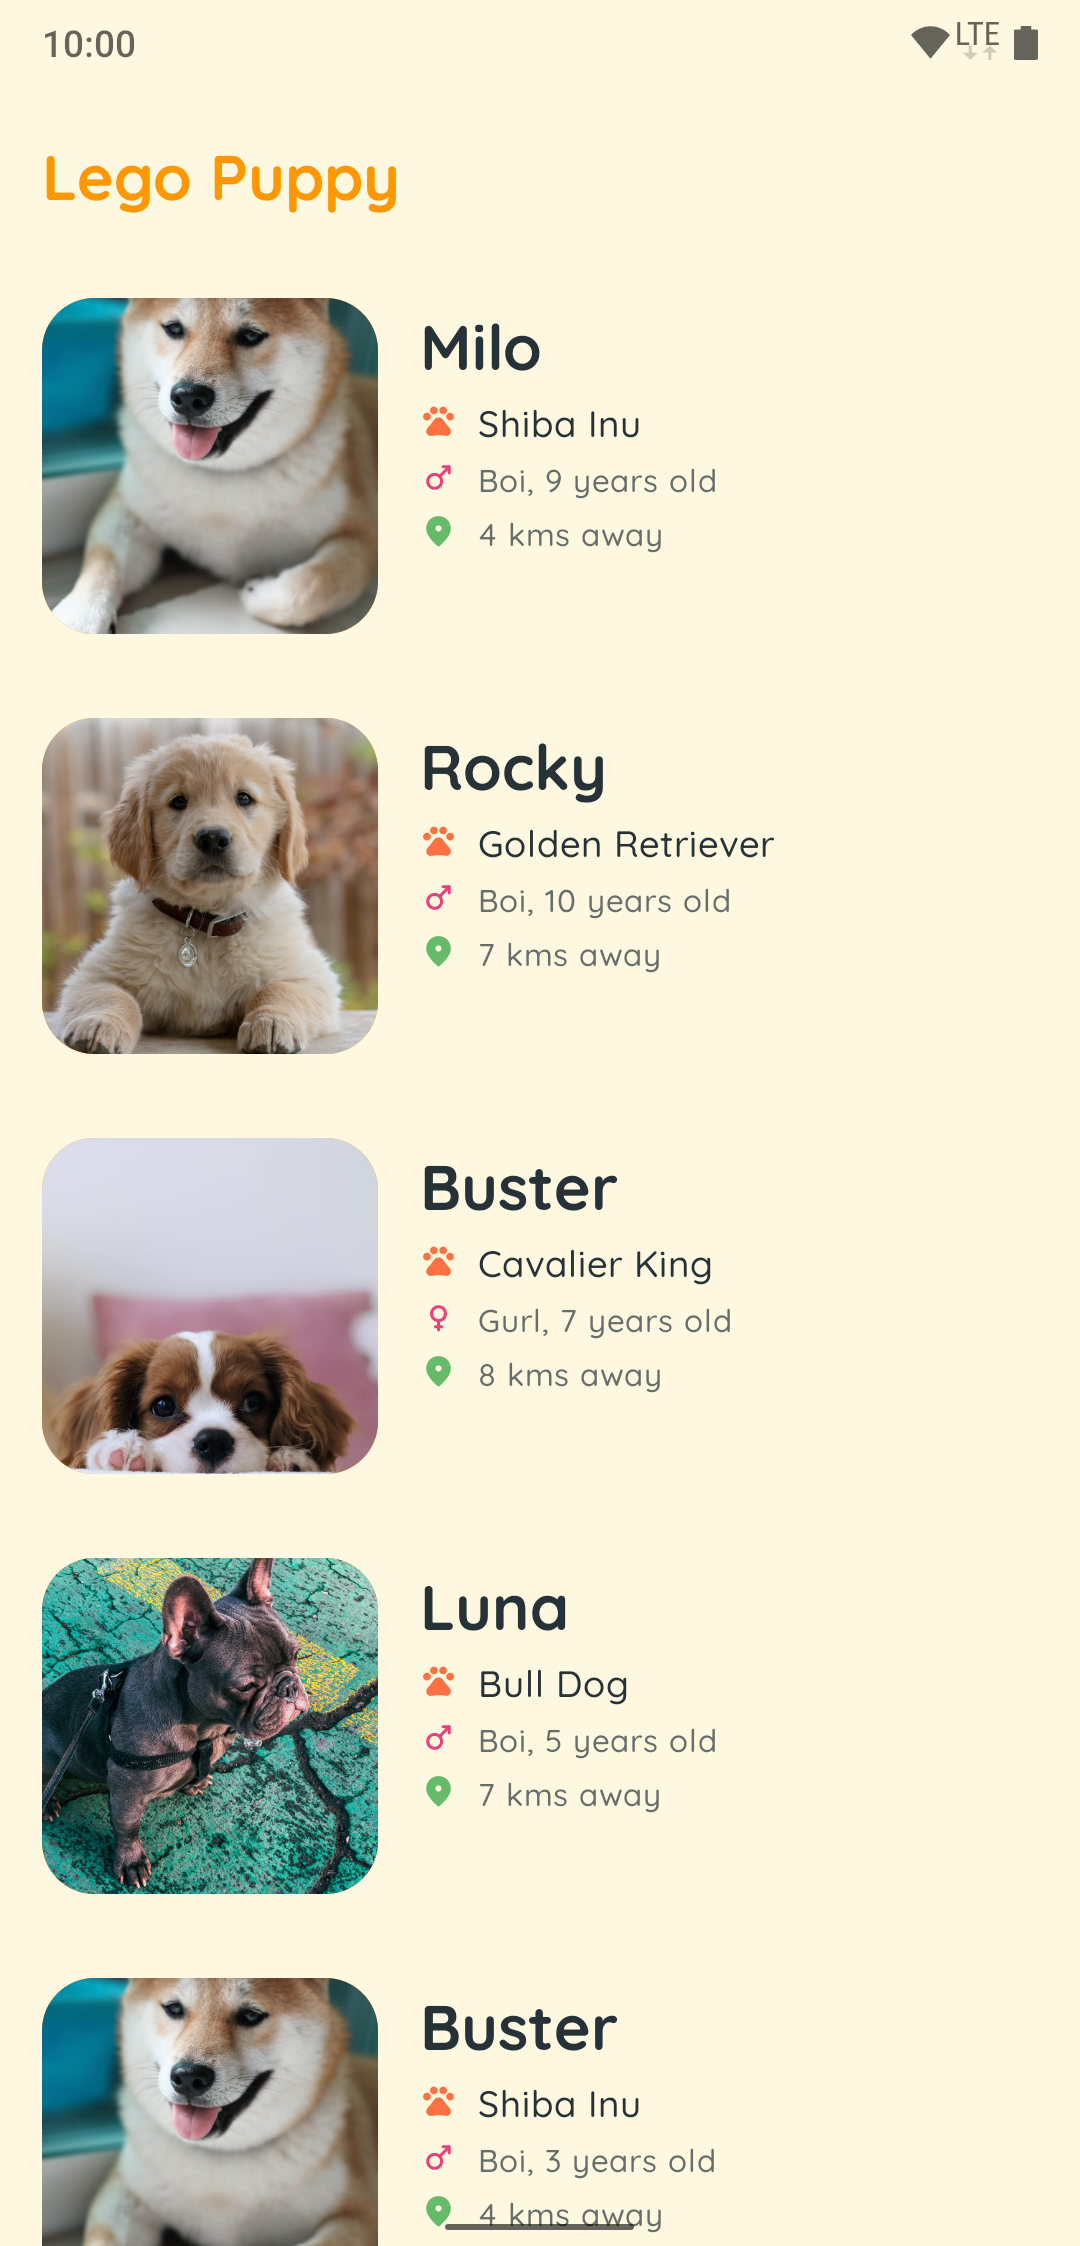 10:00
LTE
Lego Puppy
Milo
Shiba Inu
Boi, 9 years old
4 kms away
Rocky
Golden Retriever
Boi, 10 years old
7 kms away
Buster
Cavalier King
Gurl, 7 years old
8 kms away
Luna
Bull Dog
Boi, 5 years old
7 kms away
Buster
Shiba Inu
Boi, 3 years old
4 kms away